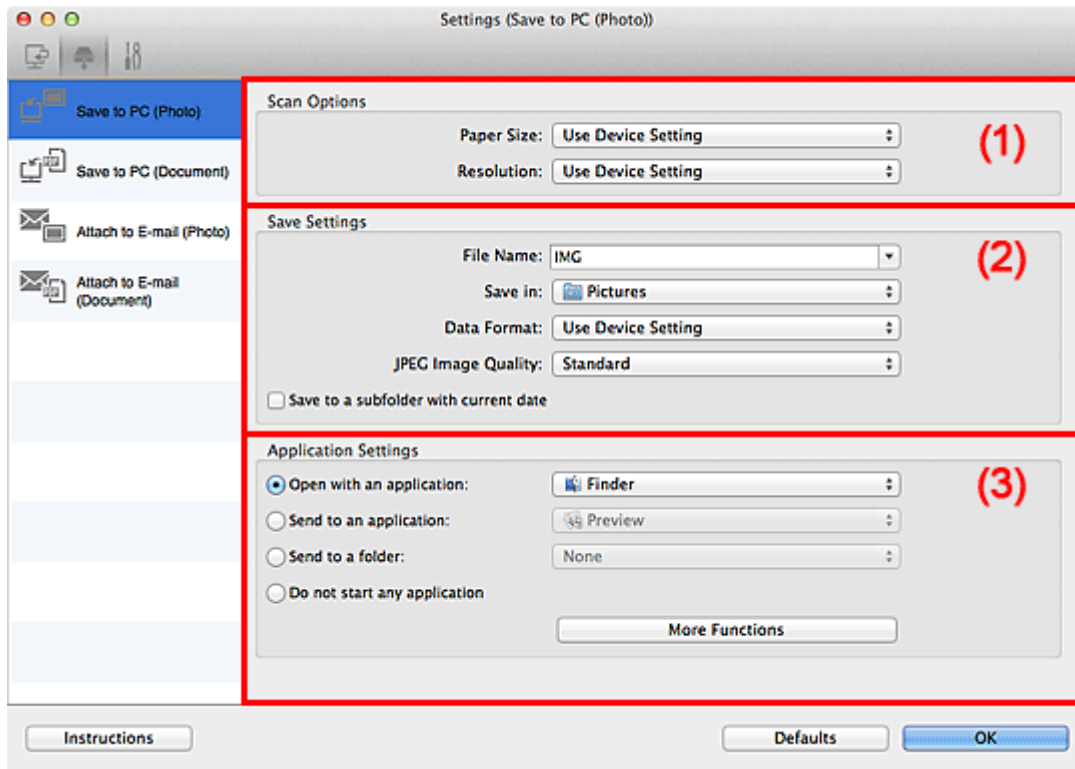 Settings (Save to PC (Photo))
Save to PC (Photo)
Save to PC (Document)
Attach to E-mail (Photo)
Attach to E-mail
(Document)
Scan Options
Paper Size: Use Device Setting
Resolution: Use Device Setting
(1)
Save Settings
File Name: IMG
Save in: Pictures
Data Format: Use Device Setting
JPEG Image Quality: Standard
Save to a subfolder with current date
(2)
Application Settings
Open with an application: Finder
Send to an application: Preview
Send to a folder: None
Do not start any application
More Functions
(3)
Instructions
Defaults
OK